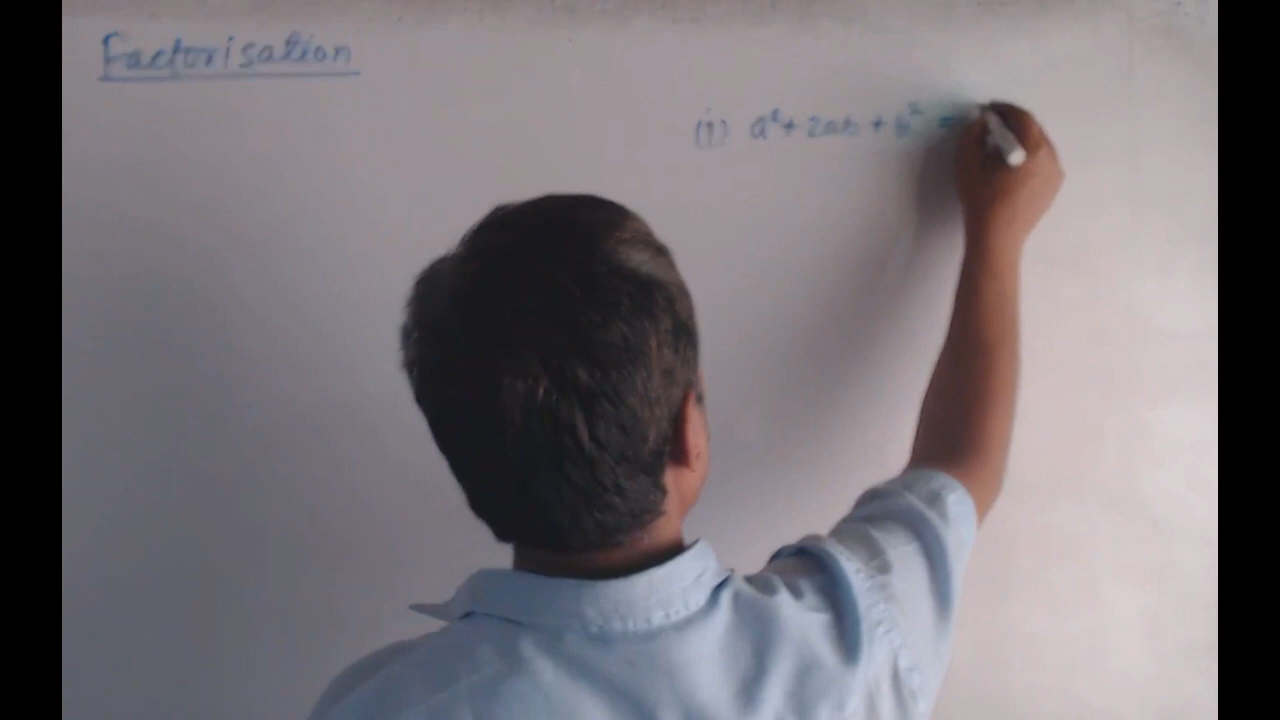 Factorisation
(i) a² + 2ab + b² =